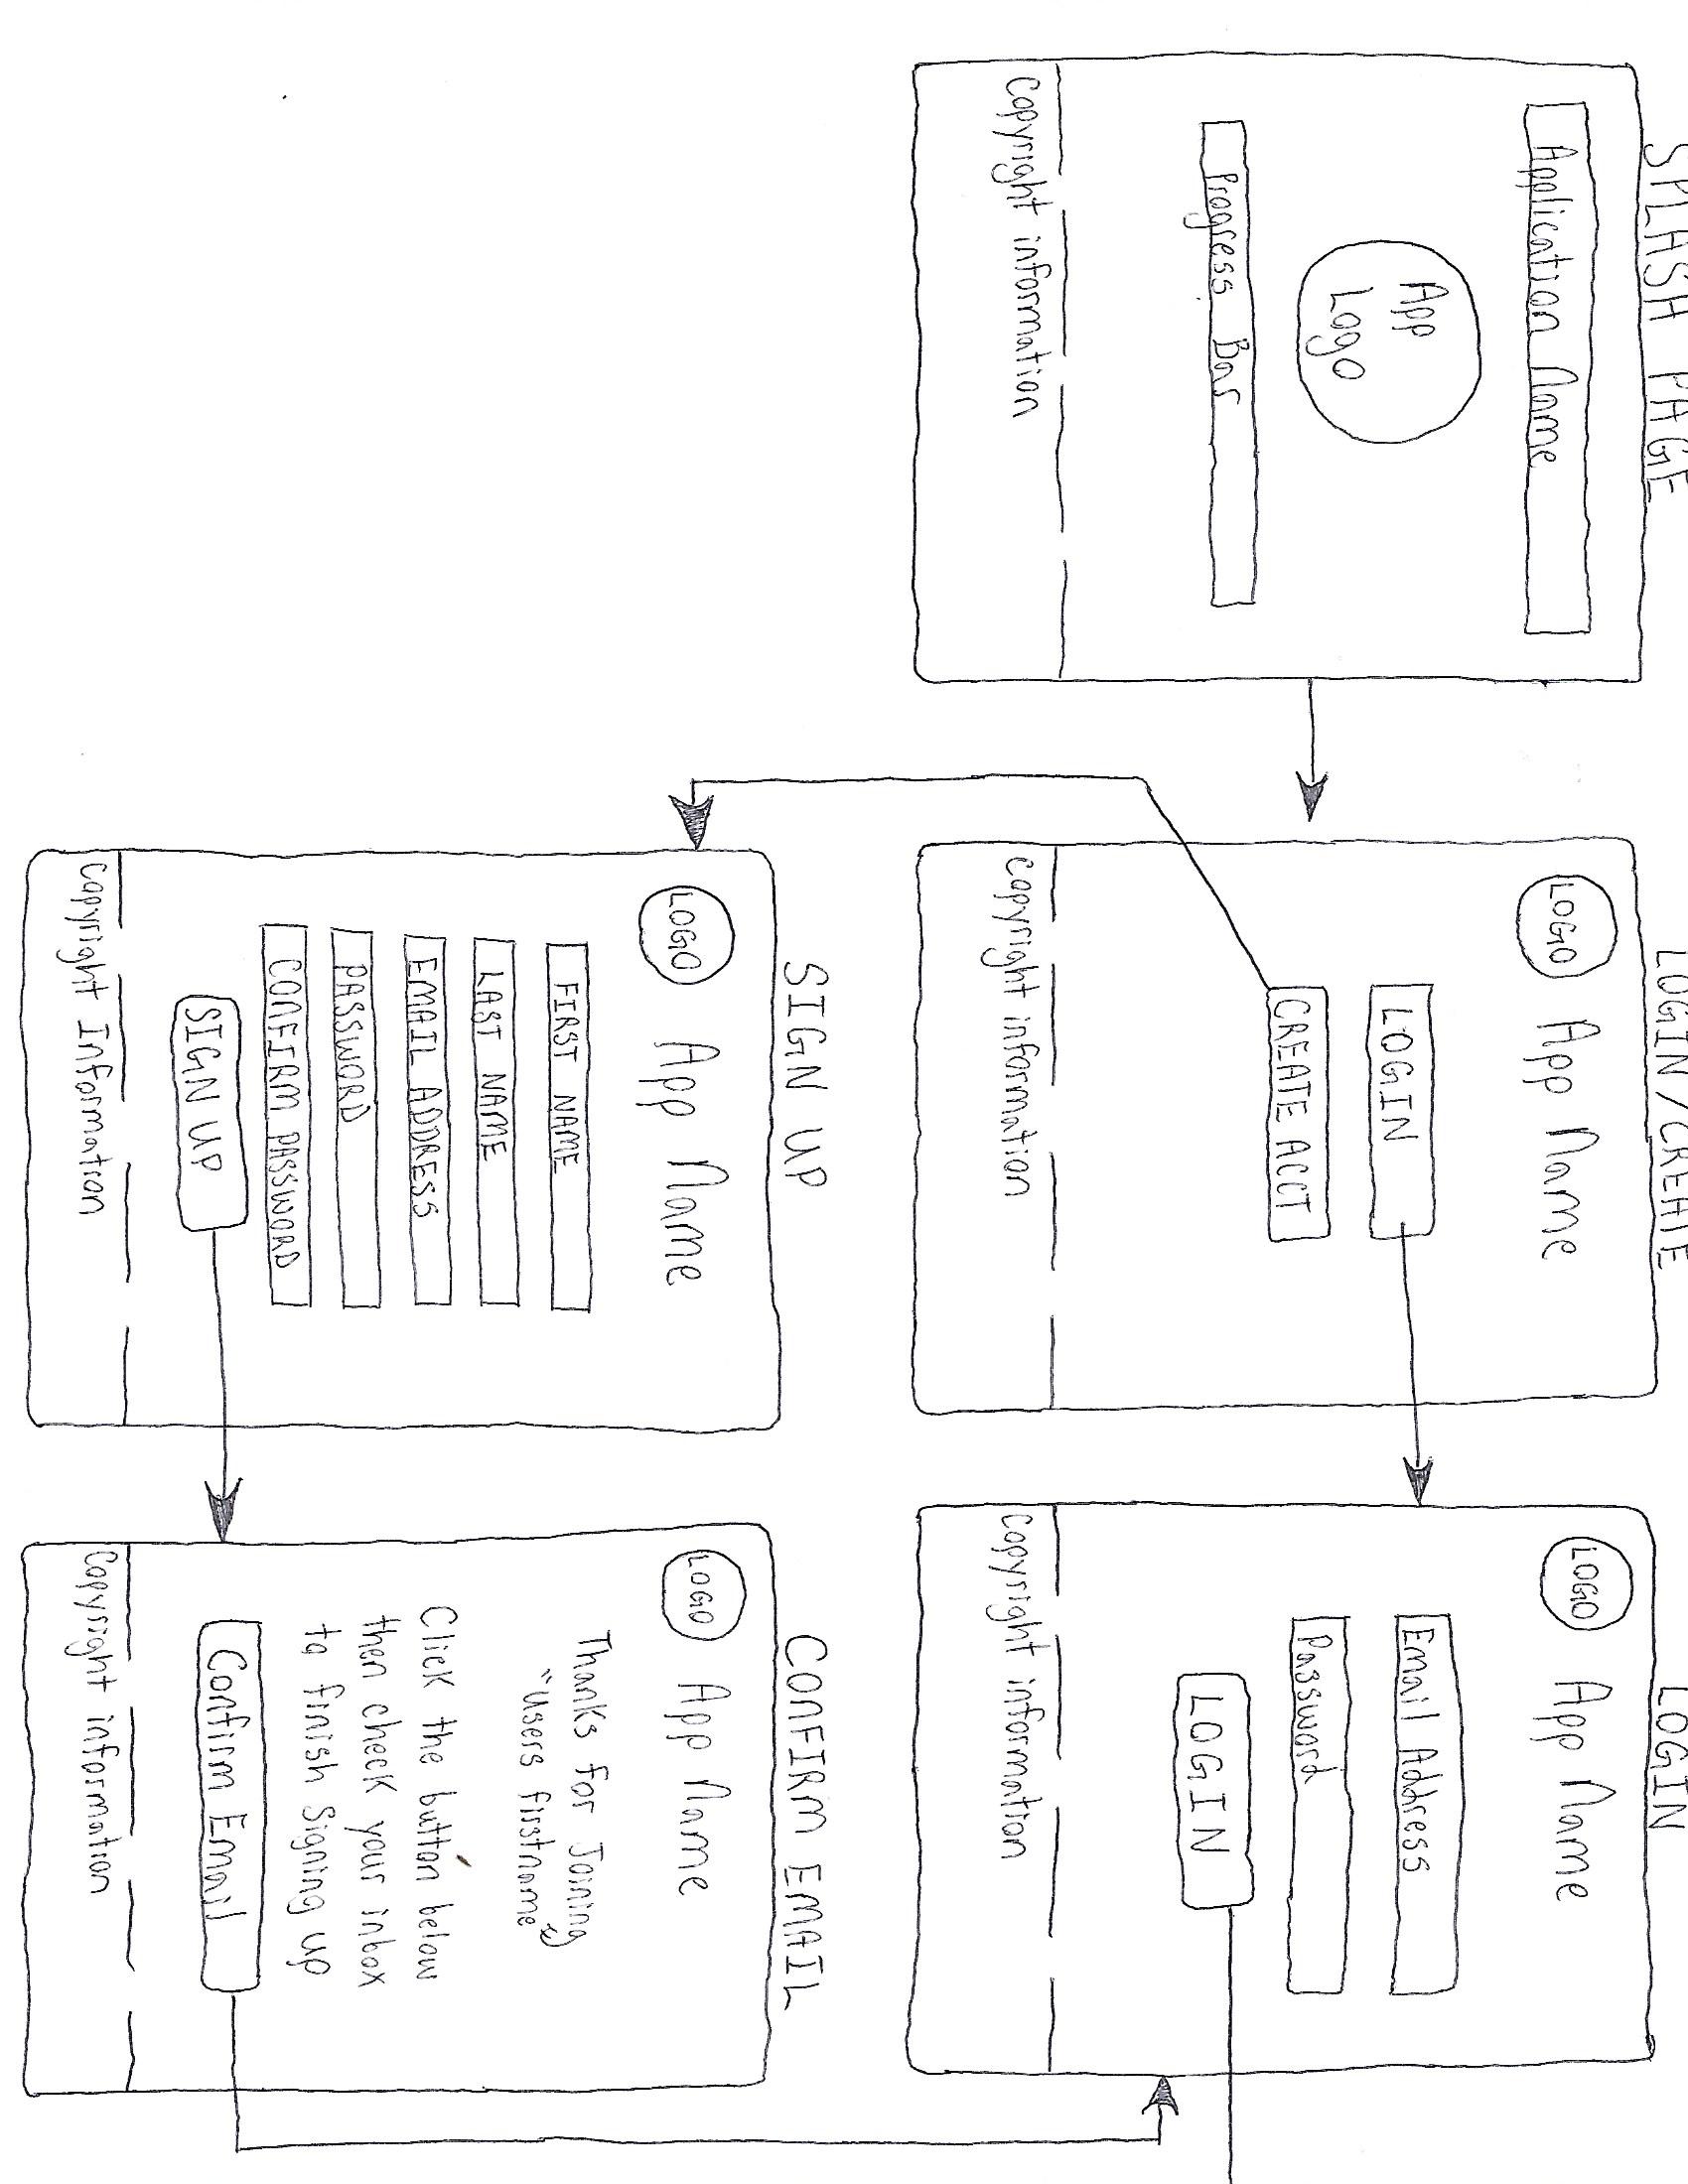 SPLASH PAGE
Application Name
App
Logo
Progress Bar
Copyright information
LOGIN/CREATE
LOGO
App Name
LOGIN
CREATE ACCT
Copyright information
LOGIN
LOGO
App Name
Email Address
Password
LOGIN
Copyright information
SIGN UP
LOGO
App Name
FIRST NAME
LAST NAME
EMAIL ADDRESS
PASSWORD
CONFIRM PASSWORD
SIGN UP
Copyright Information
CONFIRM EMAIL
LOGO
App Name
Thanks for Joining
"Users firstname"
Click the button below
then check your inbox
to finish signing up
Confirm Email
Copyright information